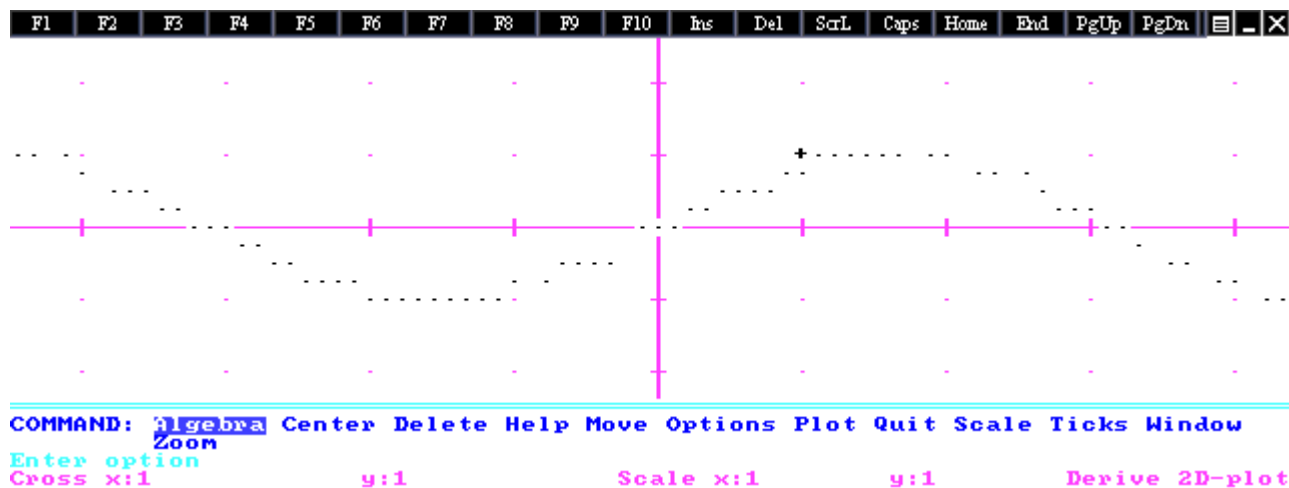 F1 F2 F3 F4 F5 F6 F7 F8 F9 F10 Ins Del ScrL Caps Home End PgUp PgDn
COMMAND: Algebra Center Delete Help Move Options Plot Quit Scale Ticks Window
Zoom
Enter option
Cross x:1 y:1 Scale x:1 y:1 Derive 2D-plot